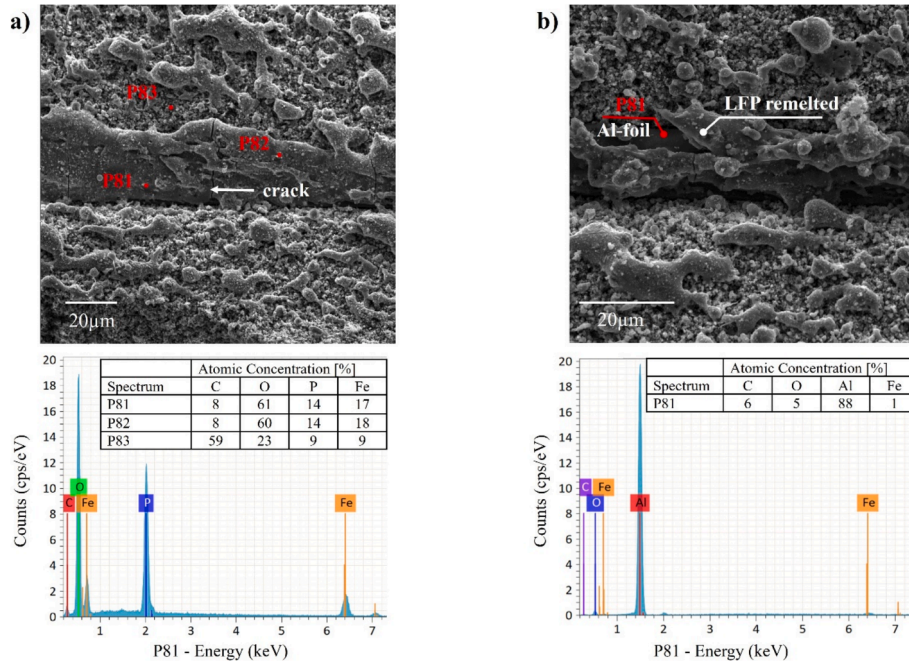 a)
P83
P82
P81
crack
20μm
b)
P81
Al-foil
LFP remelted
20μm
Counts (cps/eV)
20
18
16
14
12
10
8
6
4
2
0
Atomic Concentration [%]
Spectrum C O P Fe
P81 8 61 14 17
P82 8 60 14 18
P83 59 23 9 9
O
C Fe P Fe
1 2 3 4 5 6 7
P81 - Energy (keV)
Counts (cps/eV)
20
18
16
14
12
10
8
6
4
2
0
Atomic Concentration [%]
Spectrum C O Al Fe
P81 6 5 88 1
C Fe
O Al Fe
1 2 3 4 5 6 7
P81 - Energy (keV)